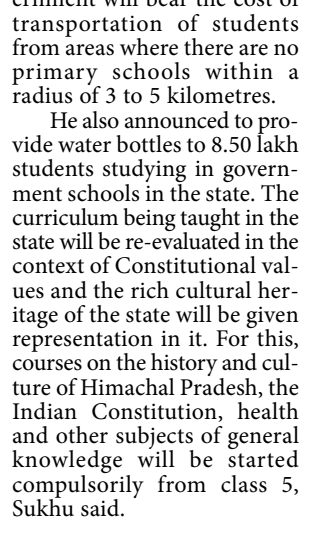 ernment will bear the cost of
transportation of students
from areas where there are no
primary schools within a
radius of 3 to 5 kilometres.
He also announced to pro-
vide water bottles to 8.50 lakh
students studying in govern-
ment schools in the state. The
curriculum being taught in the
state will be re-evaluated in the
context of Constitutional val-
ues and the rich cultural her-
itage of the state will be given
representation in it. For this,
courses on the history and cul-
ture of Himachal Pradesh, the
Indian Constitution, health
and other subjects of general
knowledge will be started
compulsorily from class 5,
Sukhu said.